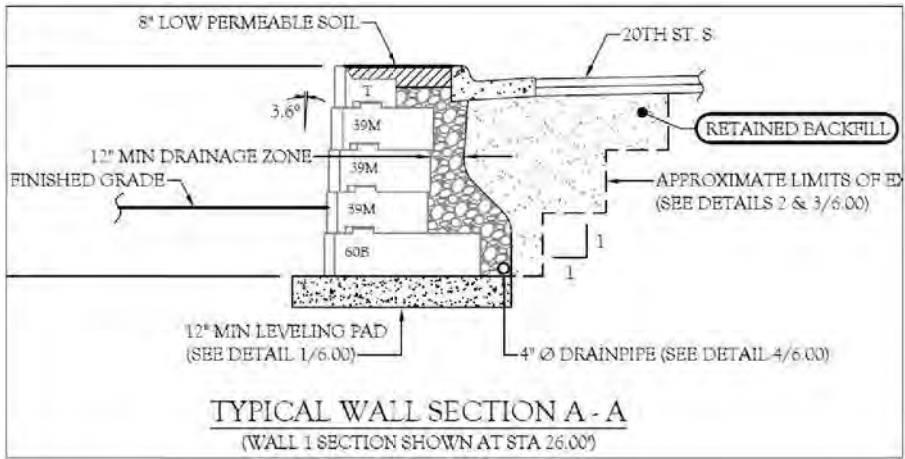 8" LOW PERMEABLE SOIL
20TH ST. S.
3.6°
T
39M
RETAINED BACKFILL
12" MIN DRAINAGE ZONE
39M
FINISHED GRADE
APPROXIMATE LIMITS OF EX
(SEE DETAILS 2 & 3/6.00)
39M
1
60B
1
12" MIN LEVELING PAD
(SEE DETAIL 1/6.00)
4" Ø DRAINPIPE (SEE DETAIL 4/6.00)
TYPICAL WALL SECTION A - A
(WALL 1 SECTION SHOWN AT STA 26.00')